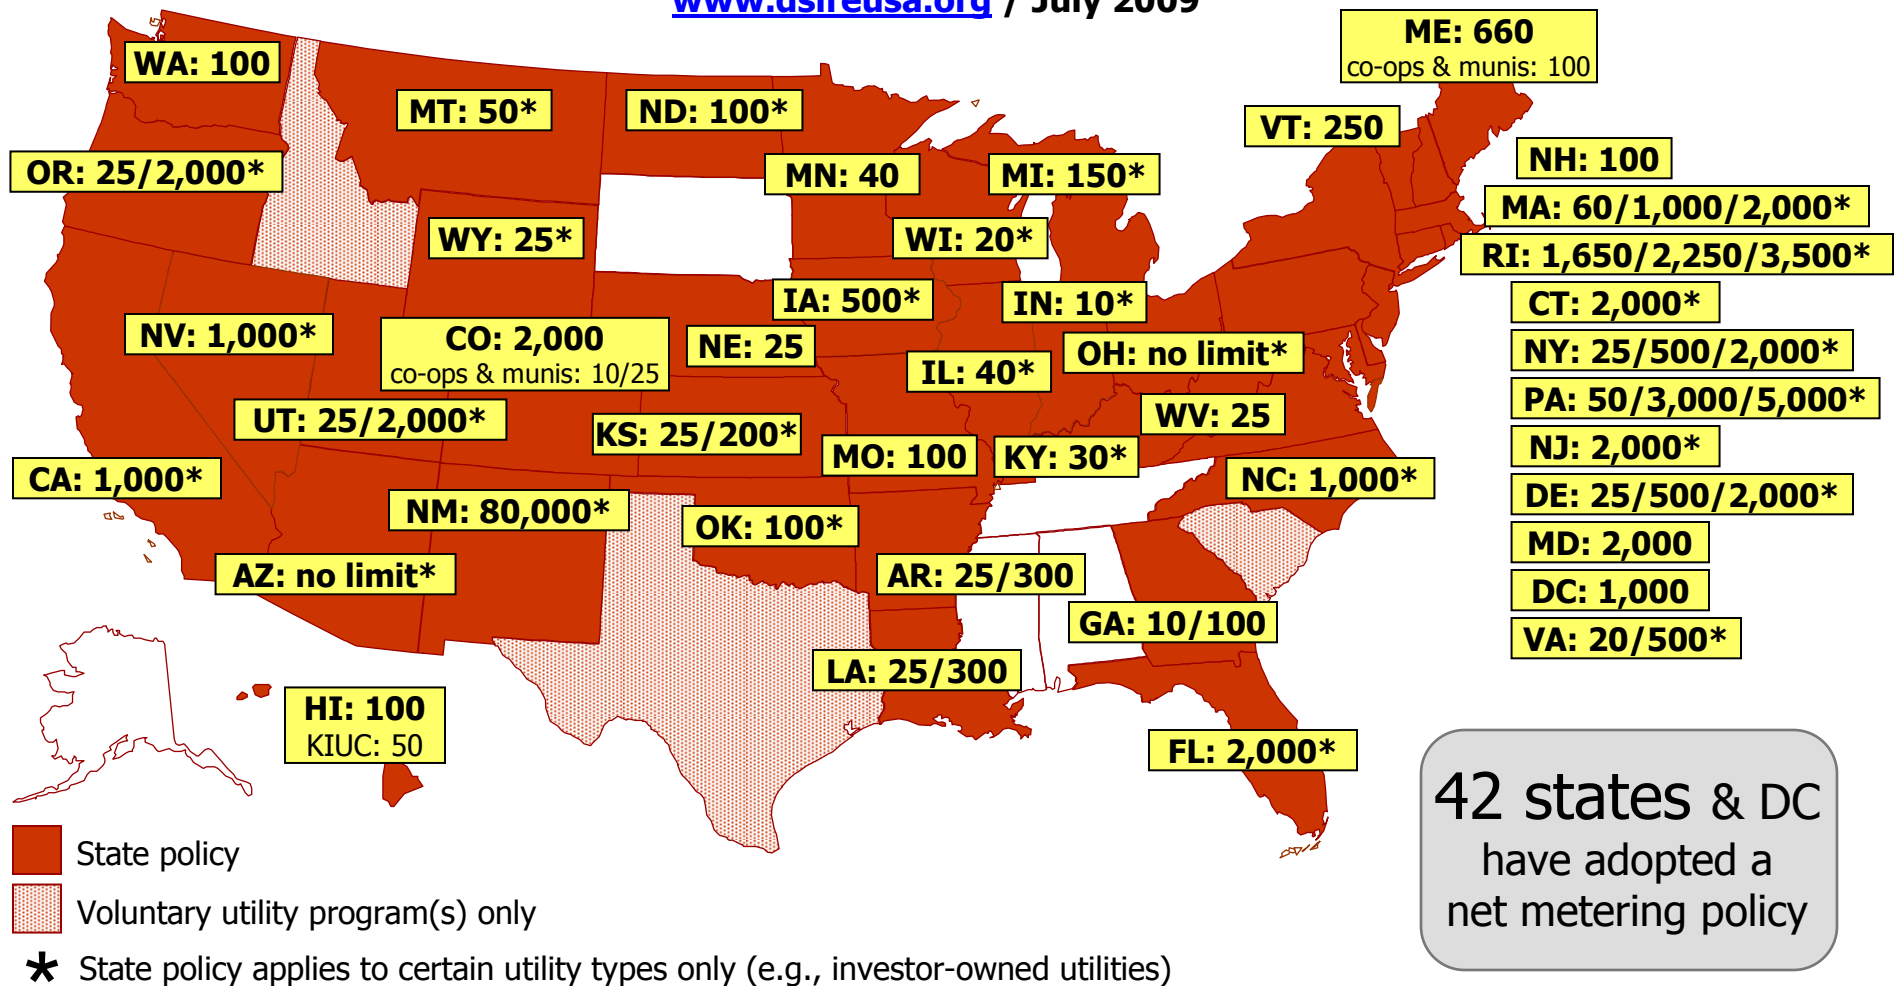 www.dsireusa.org / July 2009
ME: 660
co-ops & munis: 100
WA: 100
MT: 50*
ND: 100*
VT: 250
OR: 25/2,000*
MN: 40
MI: 150*
NH: 100
MA: 60/1,000/2,000*
WY: 25*
WI: 20*
RI: 1,650/2,250/3,500*
IA: 500*
IN: 10*
CT: 2,000*
NV: 1,000*
CO: 2,000
co-ops & munis: 10/25
NE: 25
OH: no limit*
NY: 25/500/2,000*
IL: 40*
PA: 50/3,000/5,000*
UT: 25/2,000*
KS: 25/200*
WV: 25
NJ: 2,000*
MO: 100
KY: 30*
CA: 1,000*
NC: 1,000*
DE: 25/500/2,000*
NM: 80,000*
OK: 100*
MD: 2,000
AZ: no limit*
AR: 25/300
DC: 1,000
GA: 10/100
VA: 20/500*
LA: 25/300
HI: 100
KIUC: 50
FL: 2,000*
42 states & DC
have adopted a
net metering policy
State policy
Voluntary utility program(s) only
* State policy applies to certain utility types only (e.g., investor-owned utilities)